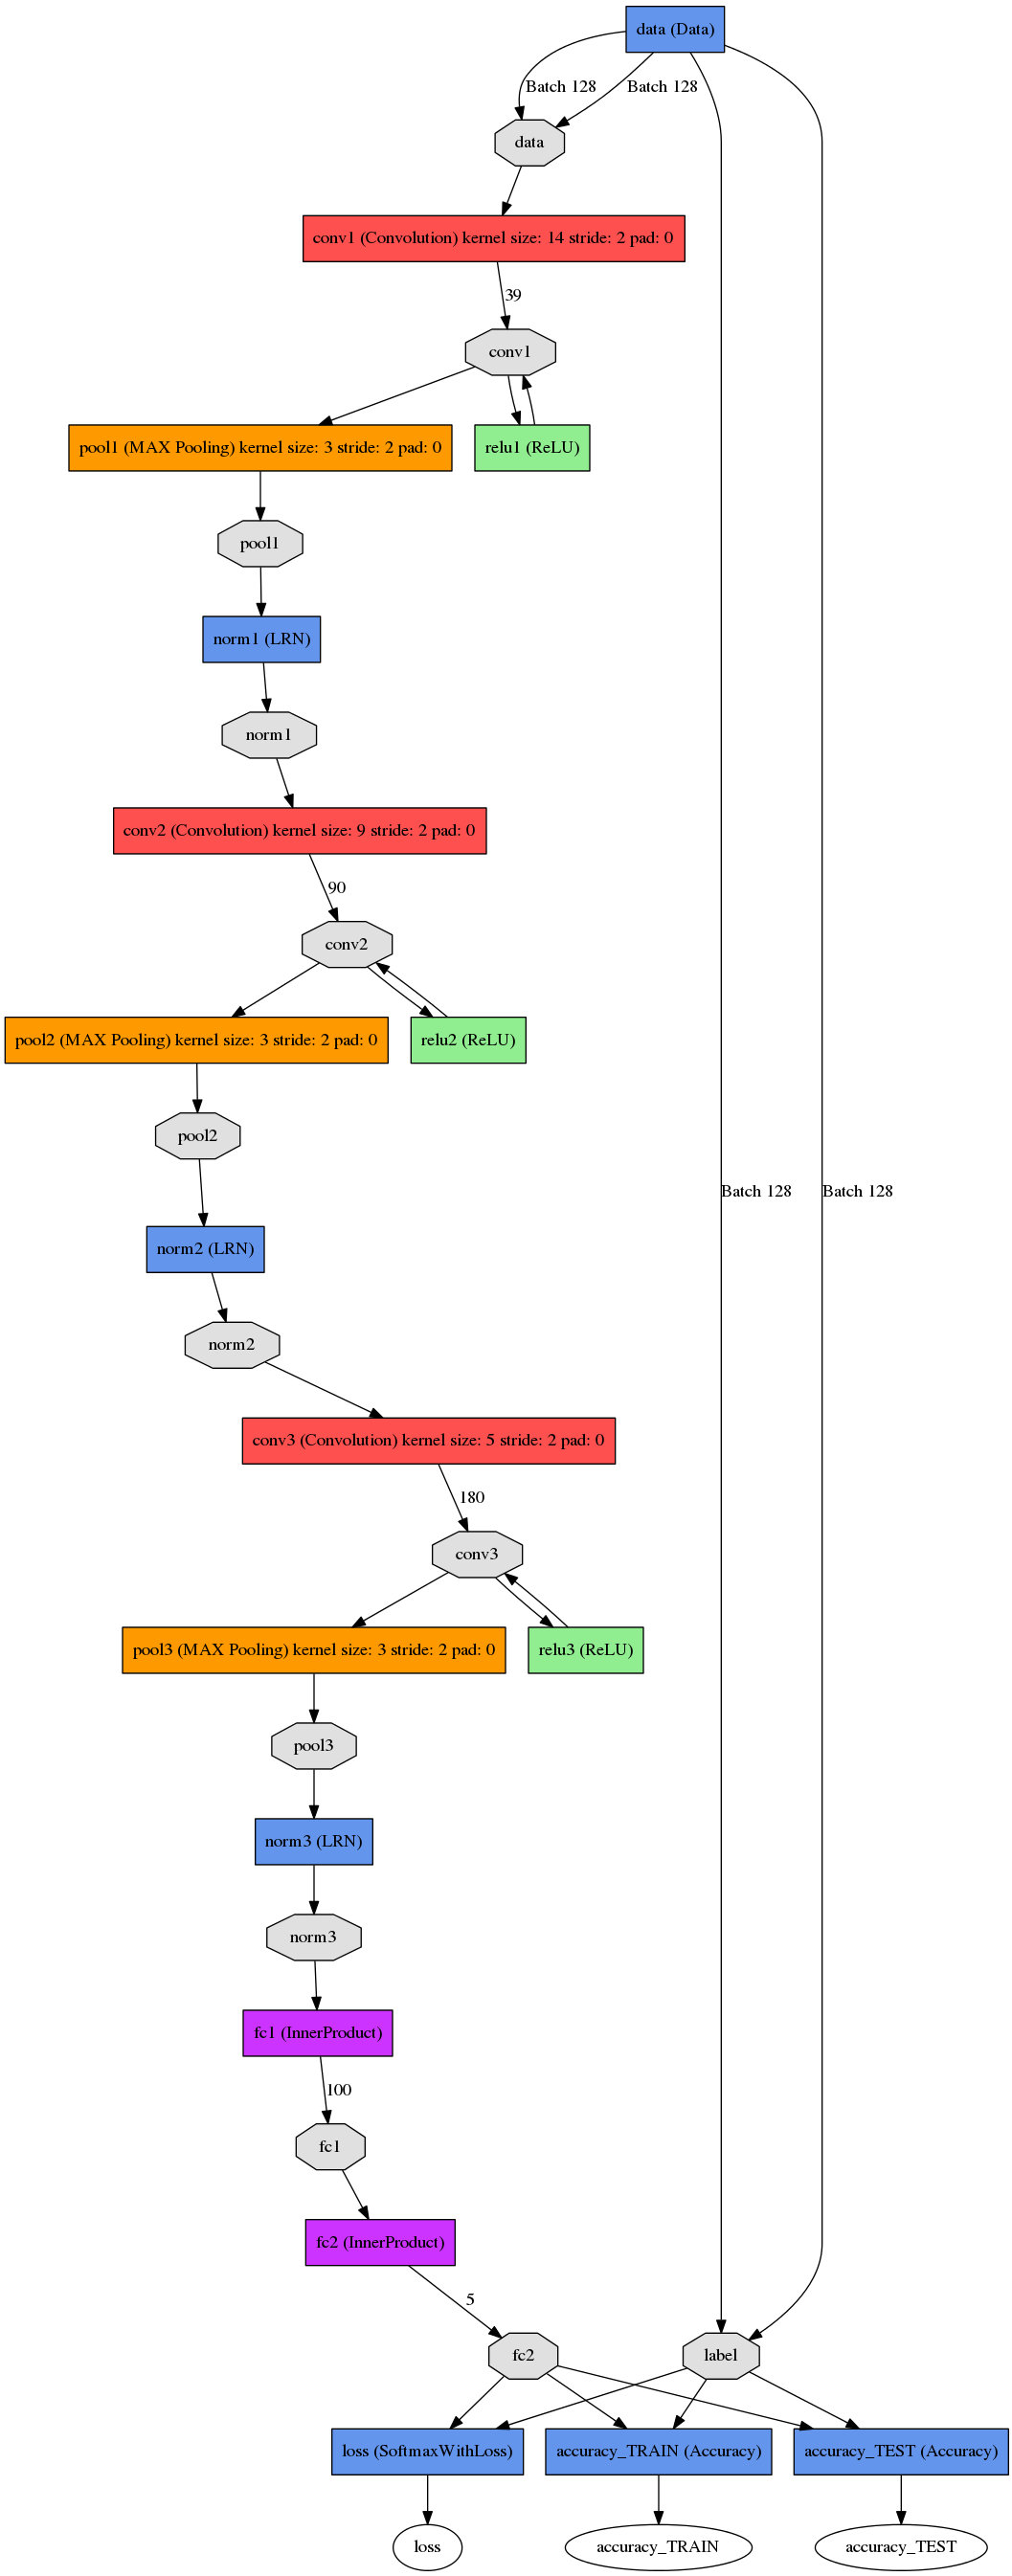 data (Data)
Batch 128
Batch 128
data
conv1 (Convolution) kernel size: 14 stride: 2 pad: 0
39
conv1
pool1 (MAX Pooling) kernel size: 3 stride: 2 pad: 0
relu1 (ReLU)
pool1
norm1 (LRN)
norm1
conv2 (Convolution) kernel size: 9 stride: 2 pad: 0
90
conv2
pool2 (MAX Pooling) kernel size: 3 stride: 2 pad: 0
relu2 (ReLU)
pool2
Batch 128
Batch 128
norm2 (LRN)
norm2
conv3 (Convolution) kernel size: 5 stride: 2 pad: 0
180
conv3
pool3 (MAX Pooling) kernel size: 3 stride: 2 pad: 0
relu3 (ReLU)
pool3
norm3 (LRN)
norm3
fc1 (InnerProduct)
100
fc1
fc2 (InnerProduct)
5
fc2
label
loss (SoftmaxWithLoss)
accuracy_TRAIN (Accuracy)
accuracy_TEST (Accuracy)
loss
accuracy_TRAIN
accuracy_TEST